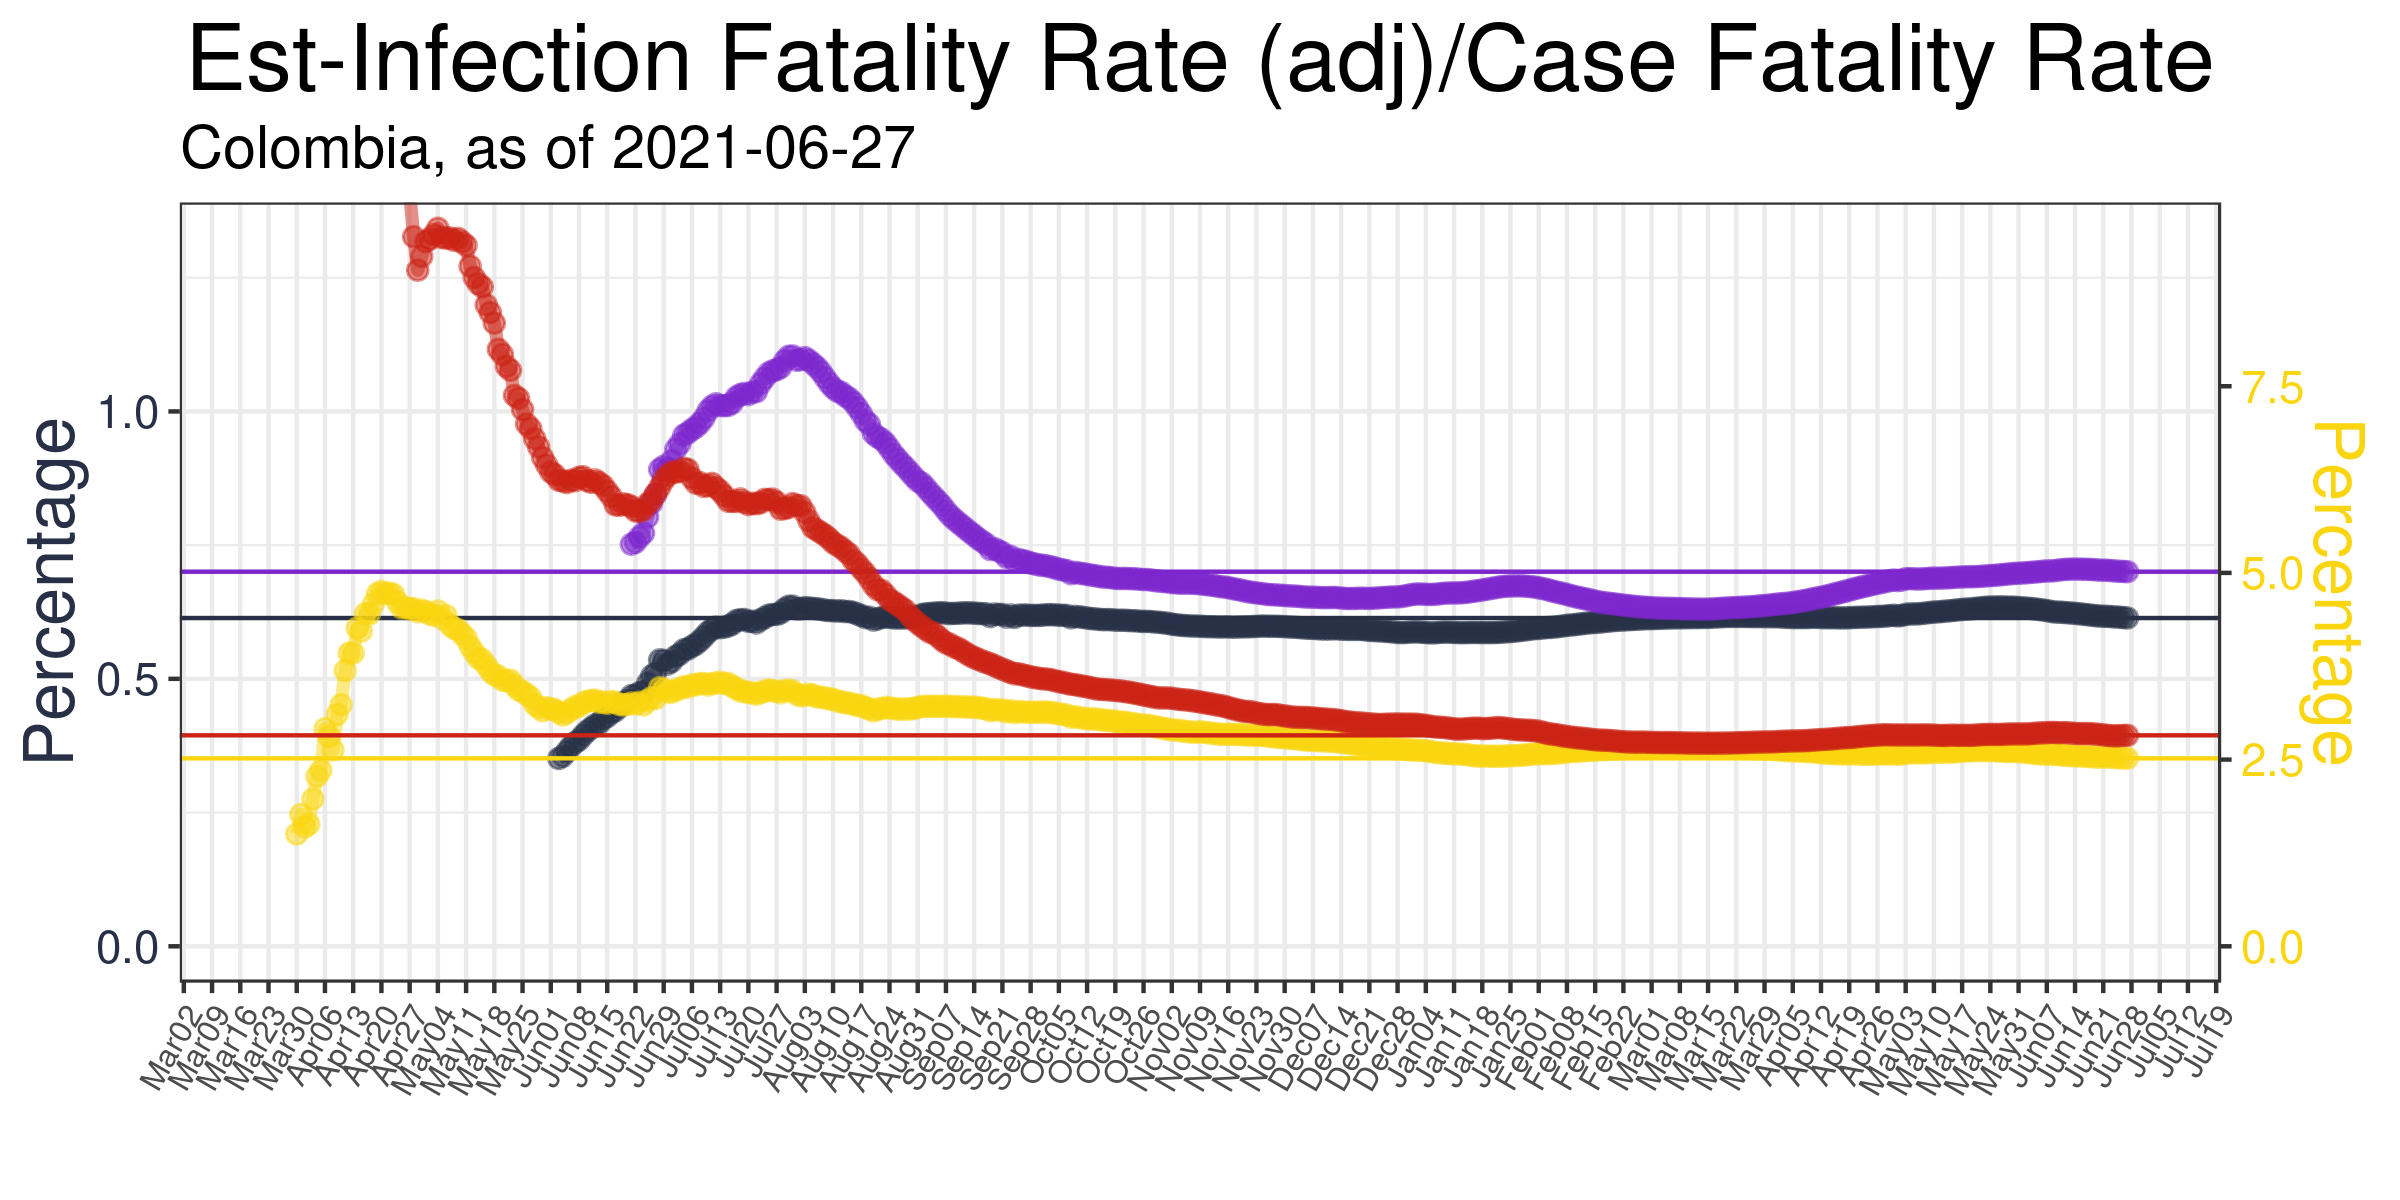 Est-Infection Fatality Rate (adj)/Case Fatality Rate
Colombia, as of 2021-06-27
Percentage
1.0
0.5
0.0
7.5
5.0
2.5
0.0
Percentage
Mar02
Mar09
Mar16
Mar23
Mar30
Apr06
Apr13
Apr20
Apr27
May04
May11
May18
May25
Jun01
Jun08
Jun15
Jun22
Jun29
Jul06
Jul13
Jul20
Jul27
Aug03
Aug10
Aug17
Aug24
Aug31
Sep07
Sep14
Sep21
Sep28
Oct05
Oct12
Oct19
Oct26
Nov02
Nov09
Nov16
Nov23
Nov30
Dec07
Dec14
Dec21
Dec28
Jan04
Jan11
Jan18
Jan25
Feb01
Feb08
Feb15
Feb22
Mar01
Mar08
Mar15
Mar22
Mar29
Apr05
Apr12
Apr19
Apr26
May03
May10
May17
May24
May31
Jun07
Jun14
Jun21
Jun28
Jul05
Jul12
Jul19